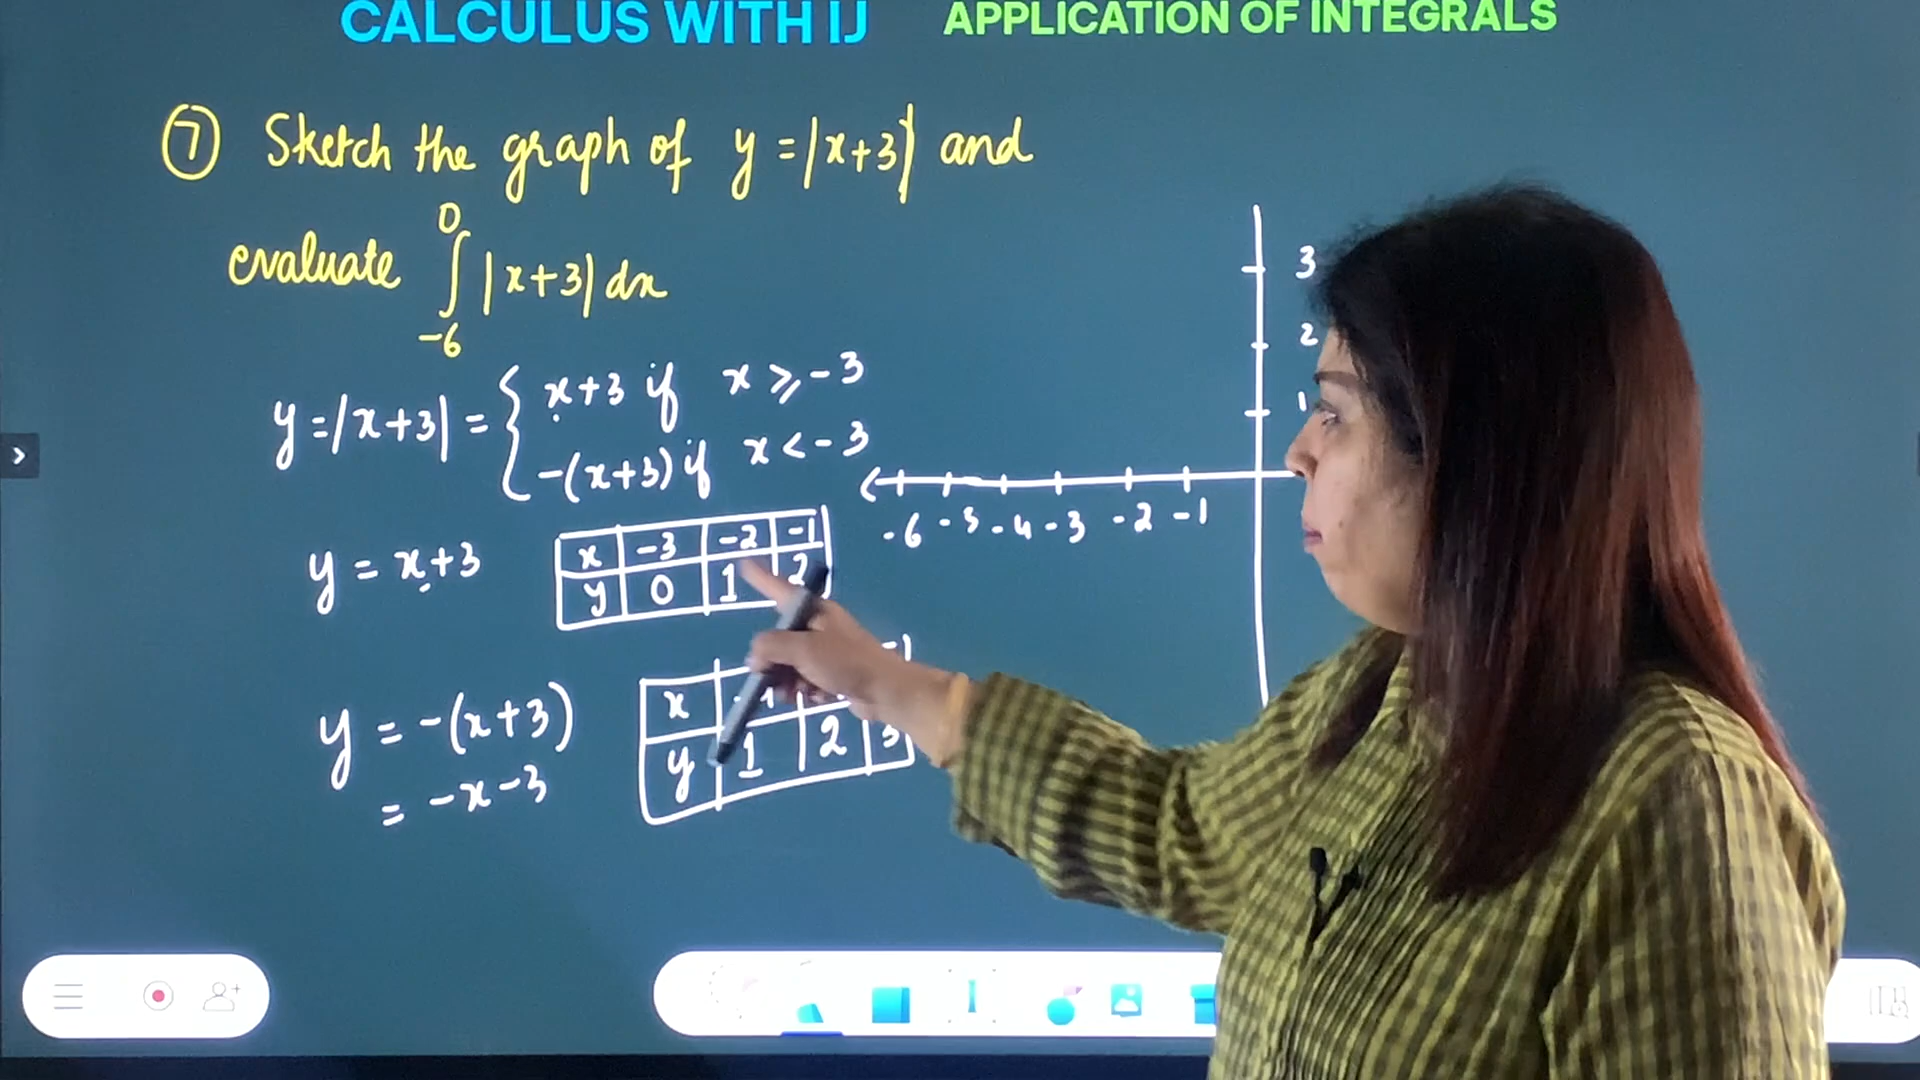 CALCULUS WITH IJ APPLICATION OF INTEGRALS
⑦ Sketch the graph of y = |x+3| and
evaluate ∫₋₆⁰ |x+3| dx
y = |x+3| = { x+3 if x ≥ -3
-(x+3) if x < -3
y = x+3
x -3 -2 -1
y 0 1 2
y = -(x+3)
= -x-3
x
y 1 2 3
3
2
1
-6 -5 -4 -3 -2 -1